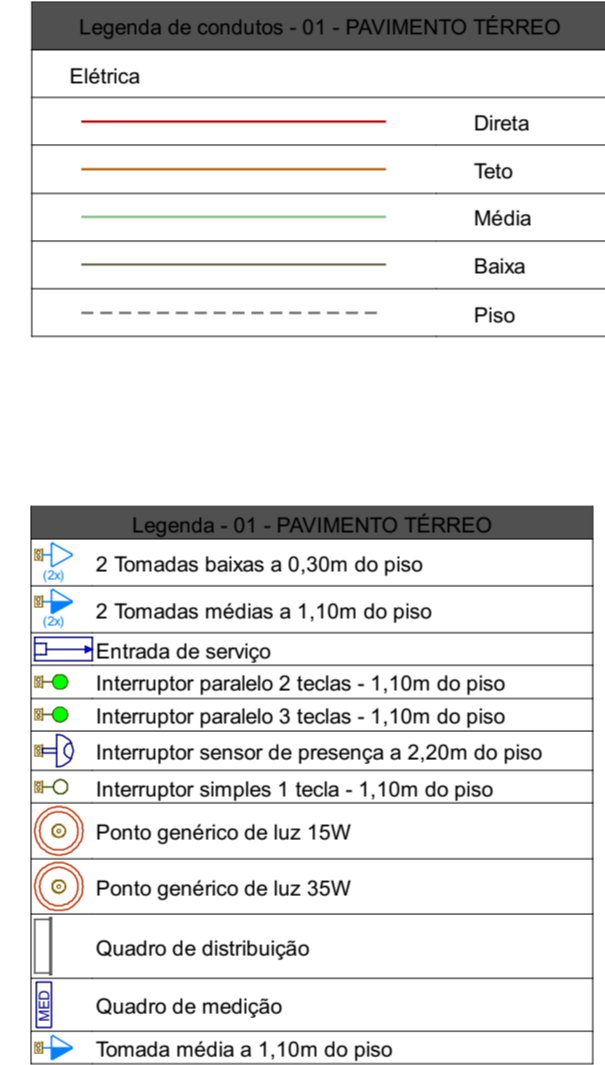 Legenda de condutos - 01 - PAVIMENTO TÉRREO
Elétrica
Direta
Teto
Média
Baixa
Piso
Legenda - 01 - PAVIMENTO TÉRREO
(2x) 2 Tomadas baixas a 0,30m do piso
(2x) 2 Tomadas médias a 1,10m do piso
Entrada de serviço
Interruptor paralelo 2 teclas - 1,10m do piso
Interruptor paralelo 3 teclas - 1,10m do piso
Interruptor sensor de presença a 2,20m do piso
Interruptor simples 1 tecla - 1,10m do piso
Ponto genérico de luz 15W
Ponto genérico de luz 35W
Quadro de distribuição
MED Quadro de medição
Tomada média a 1,10m do piso